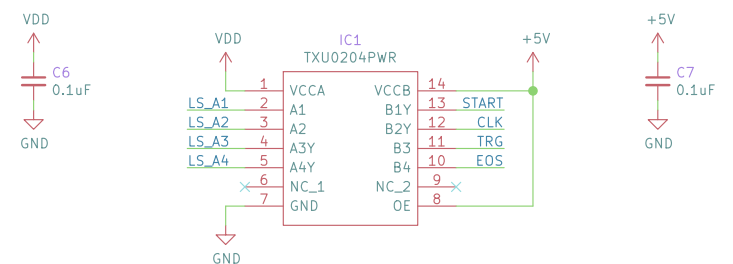 VDD
C6
0.1uF
GND
VDD
IC1
TXU0204PWR
+5V
1 VCCA VCCB 14
LS_A1 2 A1 B1Y 13 START
LS_A2 3 A2 B2Y 12 CLK
LS_A3 4 A3Y B3 11 TRG
LS_A4 5 A4Y B4 10 EOS
6 NC_1 NC_2 9
7 GND OE 8
GND
+5V
C7
0.1uF
GND